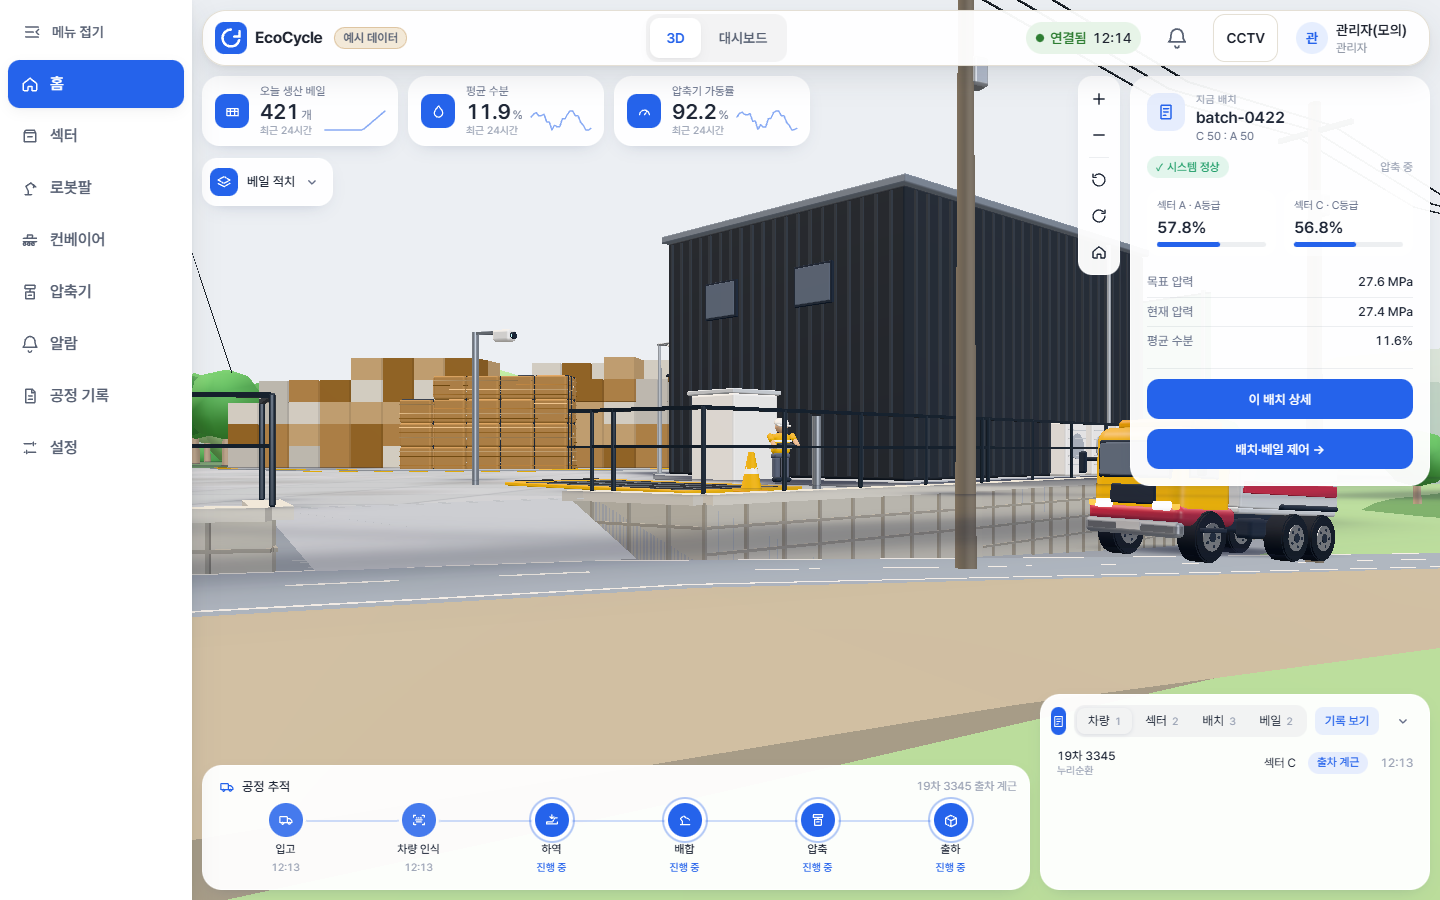 메뉴 접기
홈
섹터
로봇팔
컨베이어
압축기
알람
공정 기록
설정
EcoCycle
예시 데이터
3D
대시보드
연결됨 12:14
CCTV
관
관리자(모의)
관리자
오늘 생산 베일
421 개
최근 24시간
평균 수분
11.9 %
최근 24시간
압축기 가동률
92.2 %
최근 24시간
베일 적치
지금 배치
batch-0422
C 50 : A 50
✓ 시스템 정상
압축 중
섹터 A · A등급
57.8%
섹터 C · C등급
56.8%
목표 압력 27.6 MPa
현재 압력 27.4 MPa
평균 수분 11.6%
이 배치 상세
배치·베일 제어 →
공정 추적
19차 3345 출차 계근
입고
12:13
차량 인식
12:13
하역
진행 중
배합
진행 중
압축
진행 중
출하
진행 중
차량 1
섹터 2
배치 3
베일 2
기록 보기
19차 3345
누리순환
섹터 C
출차 계근
12:13